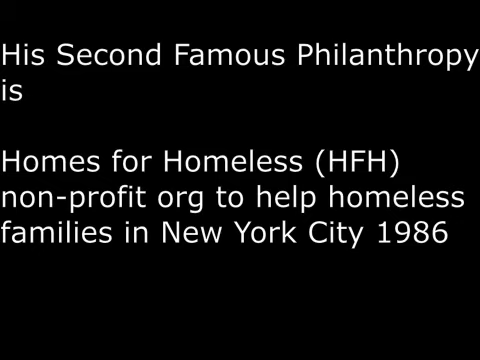 His Second Famous Philanthropy
is
Homes for Homeless (HFH)
non-profit org to help homeless
families in New York City 1986